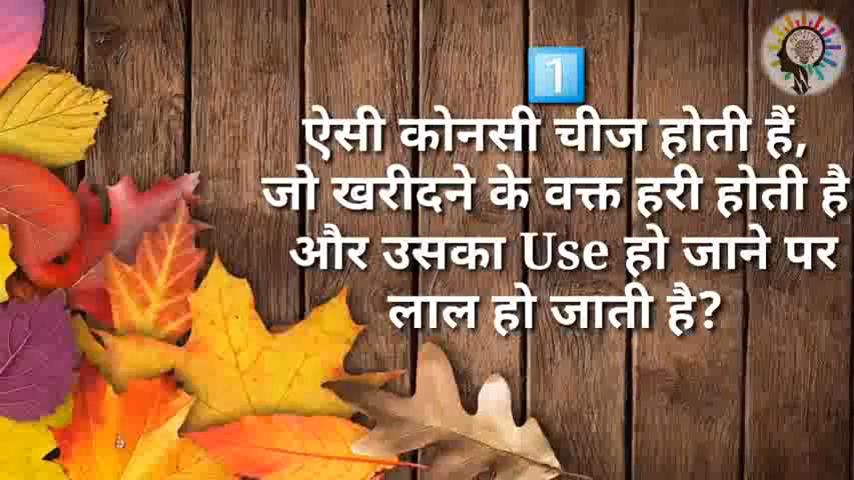 1
ऐसी कोनसी चीज होती हैं,
जो खरीदने के वक्त हरी होती है
और उसका Use हो जाने पर
लाल हो जाती है?